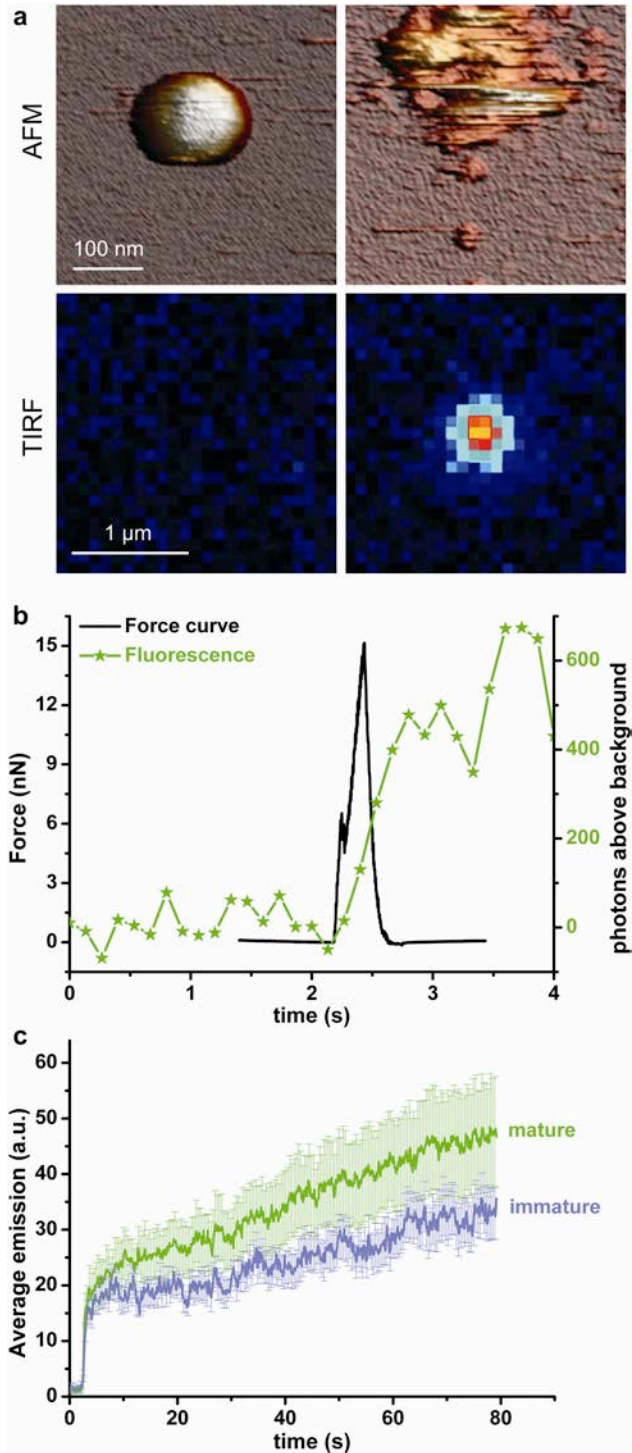 a
AFM
100 nm
TIRF
1 µm
b
Force curve
Fluorescence
15
12
9
6
3
0
Force (nN)
600
400
200
0
photons above background
0
1
2
3
4
time (s)
c
60
50
40
30
20
10
0
Average emission (a.u.)
mature
immature
0
20
40
60
80
time (s)